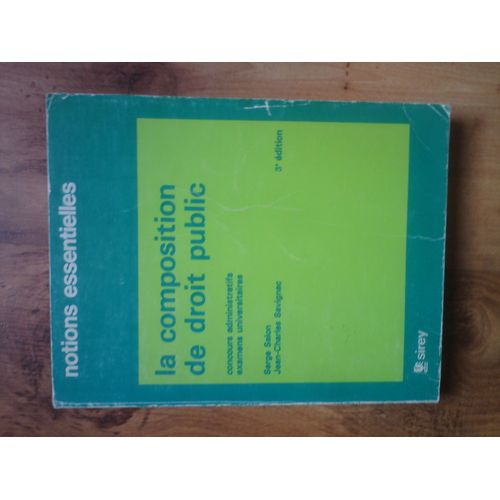 notions essentielles
la composition
de droit public
concours administratifs
examens universitaires
Serge Salon
Jean-Charles Savignac
3e édition
sirey